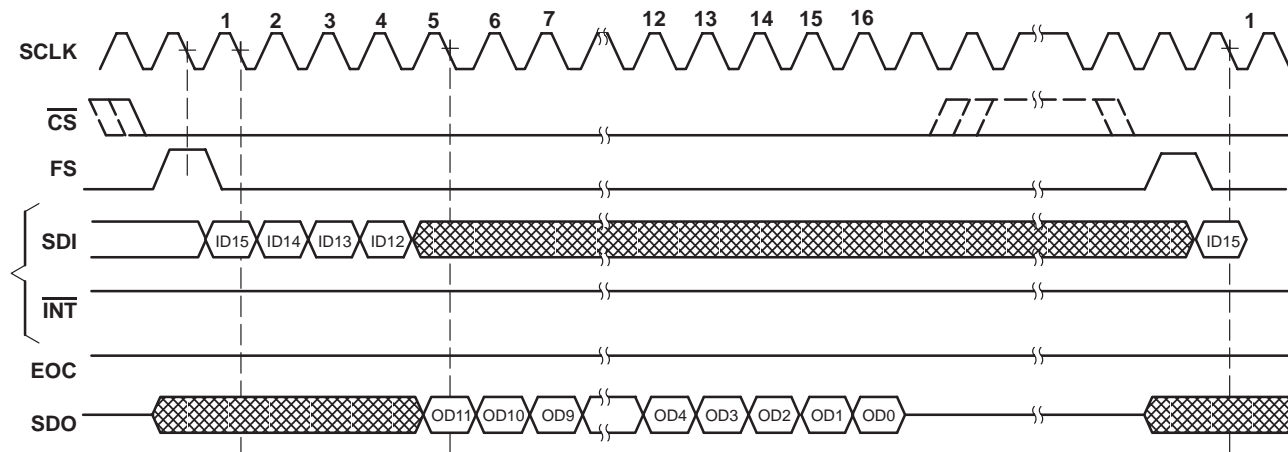 1 2 3 4 5 6 7 12 13 14 15 16 1
SCLK
CS
FS
SDI ID15 ID14 ID13 ID12 ID15
INT
EOC
SDO OD11 OD10 OD9 OD4 OD3 OD2 OD1 OD0